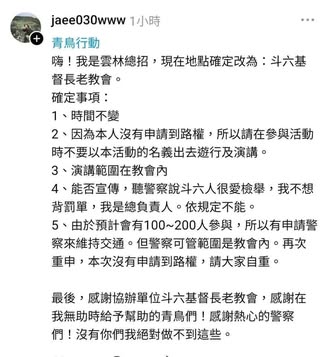 jaee030www 1小時
青鳥行動
嗨！我是雲林總招，現在地點確定改為：斗六基
督長老教會。
確定事項：
1、時間不變
2、因為本人沒有申請到路權，所以請在參與活動
時不要以本活動的名義出去遊行及演講。
3、演講範圍在教會內
4、能否宣傳，聽警察說斗六人很愛檢舉，我不想
背罰單，我是總負責人。依規定不能。
5、由於預計會有100~200人參與，所以有申請警
察來維持交通。但警察可管範圍是教會內。再次
重申，本次沒有申請到路權，請大家自重。
最後，感謝協辦單位斗六基督長老教會，感謝在
我無助時給予幫助的青鳥們！感謝熱心的警察
們！沒有你們我絕對做不到這些。